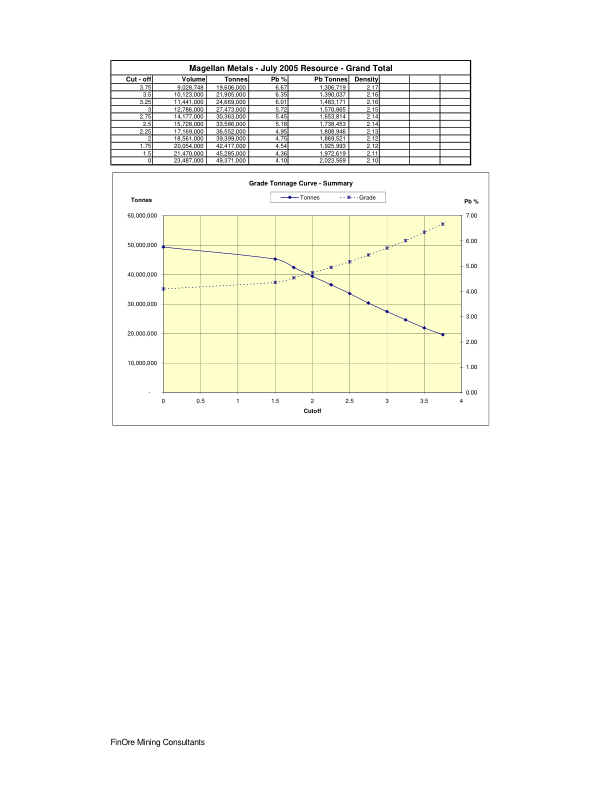 Magellan Metals - July 2005 Resource - Grand Total
Cut - off Volume Tonnes Pb % Pb Tonnes Density
3.75 9,028,748 19,606,000 6.67 1,306,719 2.17
3.5 10,123,000 21,905,000 6.35 1,390,037 2.16
3.25 11,441,000 24,669,000 6.01 1,483,171 2.16
3 12,786,000 27,473,000 5.72 1,570,865 2.15
2.75 14,177,000 30,363,000 5.45 1,653,814 2.14
2.5 15,728,000 33,586,000 5.18 1,738,453 2.14
2.25 17,169,000 36,552,000 4.95 1,808,946 2.13
2 18,561,000 39,399,000 4.75 1,869,521 2.12
1.75 20,054,000 42,417,000 4.54 1,925,993 2.12
1.5 21,470,000 45,285,000 4.36 1,972,619 2.11
0 23,487,000 49,371,000 4.10 2,023,569 2.10
Grade Tonnage Curve - Summary
Tonnes Grade
Tonnes Pb %
60,000,000 7.00
50,000,000 6.00
40,000,000 5.00
30,000,000 4.00
20,000,000 3.00
10,000,000 2.00
- 1.00
0.00
0 0.5 1 1.5 2 2.5 3 3.5 4
Cutoff
FinOre Mining Consultants